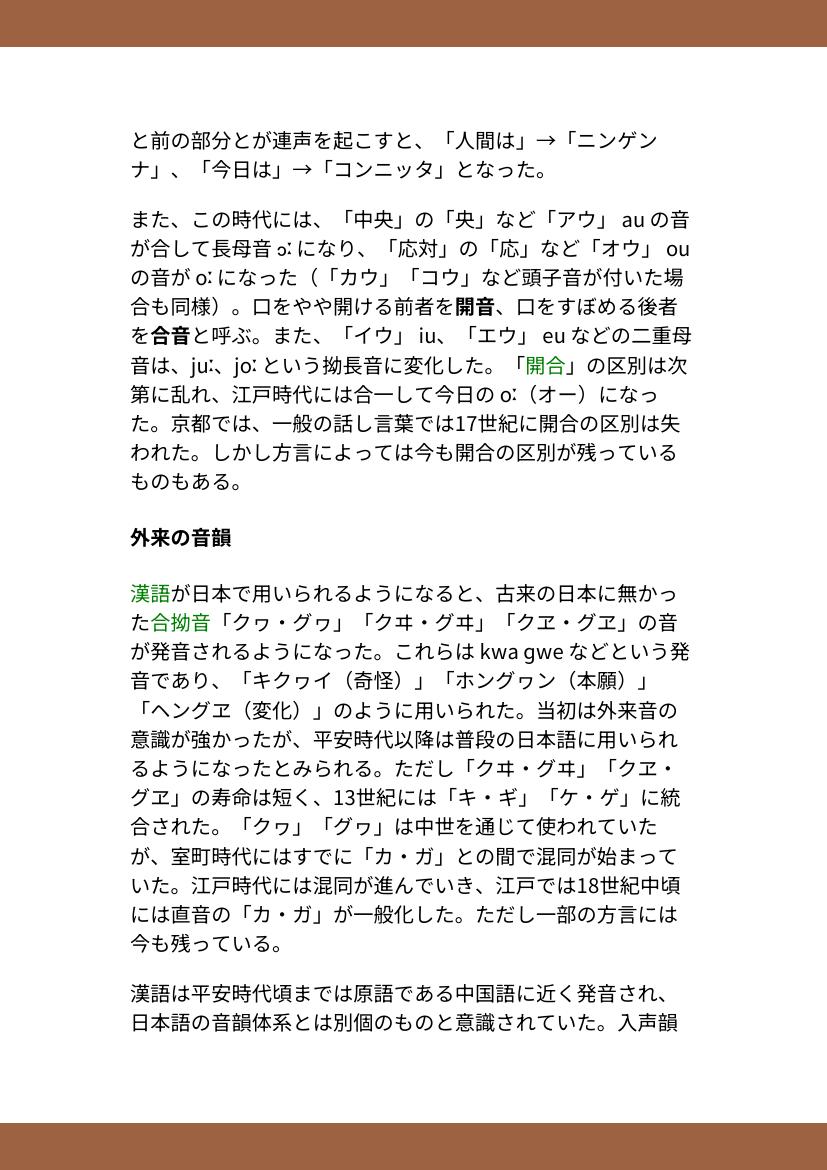 と前の部分とが連声を起こすと、「人間は」→「ニンゲン
ナ」、「今日は」→「コンニッタ」となった。
また、この時代には、「中央」の「央」など「アウ」 au の音
が合して長母音 ɔː になり、「応対」の「応」など「オウ」 ou
の音が oː になった（「カウ」「コウ」など頭子音が付いた場
合も同様）。口をやや開ける前者を開音、口をすぼめる後者
を合音と呼ぶ。また、「イウ」 iu、「エウ」 eu などの二重母
音は、juː、joː という拗長音に変化した。「開合」の区別は次
第に乱れ、江戸時代には合一して今日の oː（オー）になっ
た。京都では、一般の話し言葉では17世紀に開合の区別は失
われた。しかし方言によっては今も開合の区別が残っている
ものもある。
外来の音韻
漢語が日本で用いられるようになると、古来の日本に無かっ
た合拗音「クヮ・グヮ」「クヰ・グヰ」「クヱ・グヱ」の音
が発音されるようになった。これらは kwa gwe などという発
音であり、「キクヮイ（奇怪）」「ホングヮン（本願）」
「ヘングヱ（変化）」のように用いられた。当初は外来音の
意識が強かったが、平安時代以降は普段の日本語に用いられ
るようになったとみられる。ただし「クヰ・グヰ」「クヱ・
グヱ」の寿命は短く、13世紀には「キ・ギ」「ケ・ゲ」に統
合された。「クヮ」「グヮ」は中世を通じて使われていた
が、室町時代にはすでに「カ・ガ」との間で混同が始まって
いた。江戸時代には混同が進んでいき、江戸では18世紀中頃
には直音の「カ・ガ」が一般化した。ただし一部の方言には
今も残っている。
漢語は平安時代頃までは原語である中国語に近く発音され、
日本語の音韻体系とは別個のものと意識されていた。入声韻